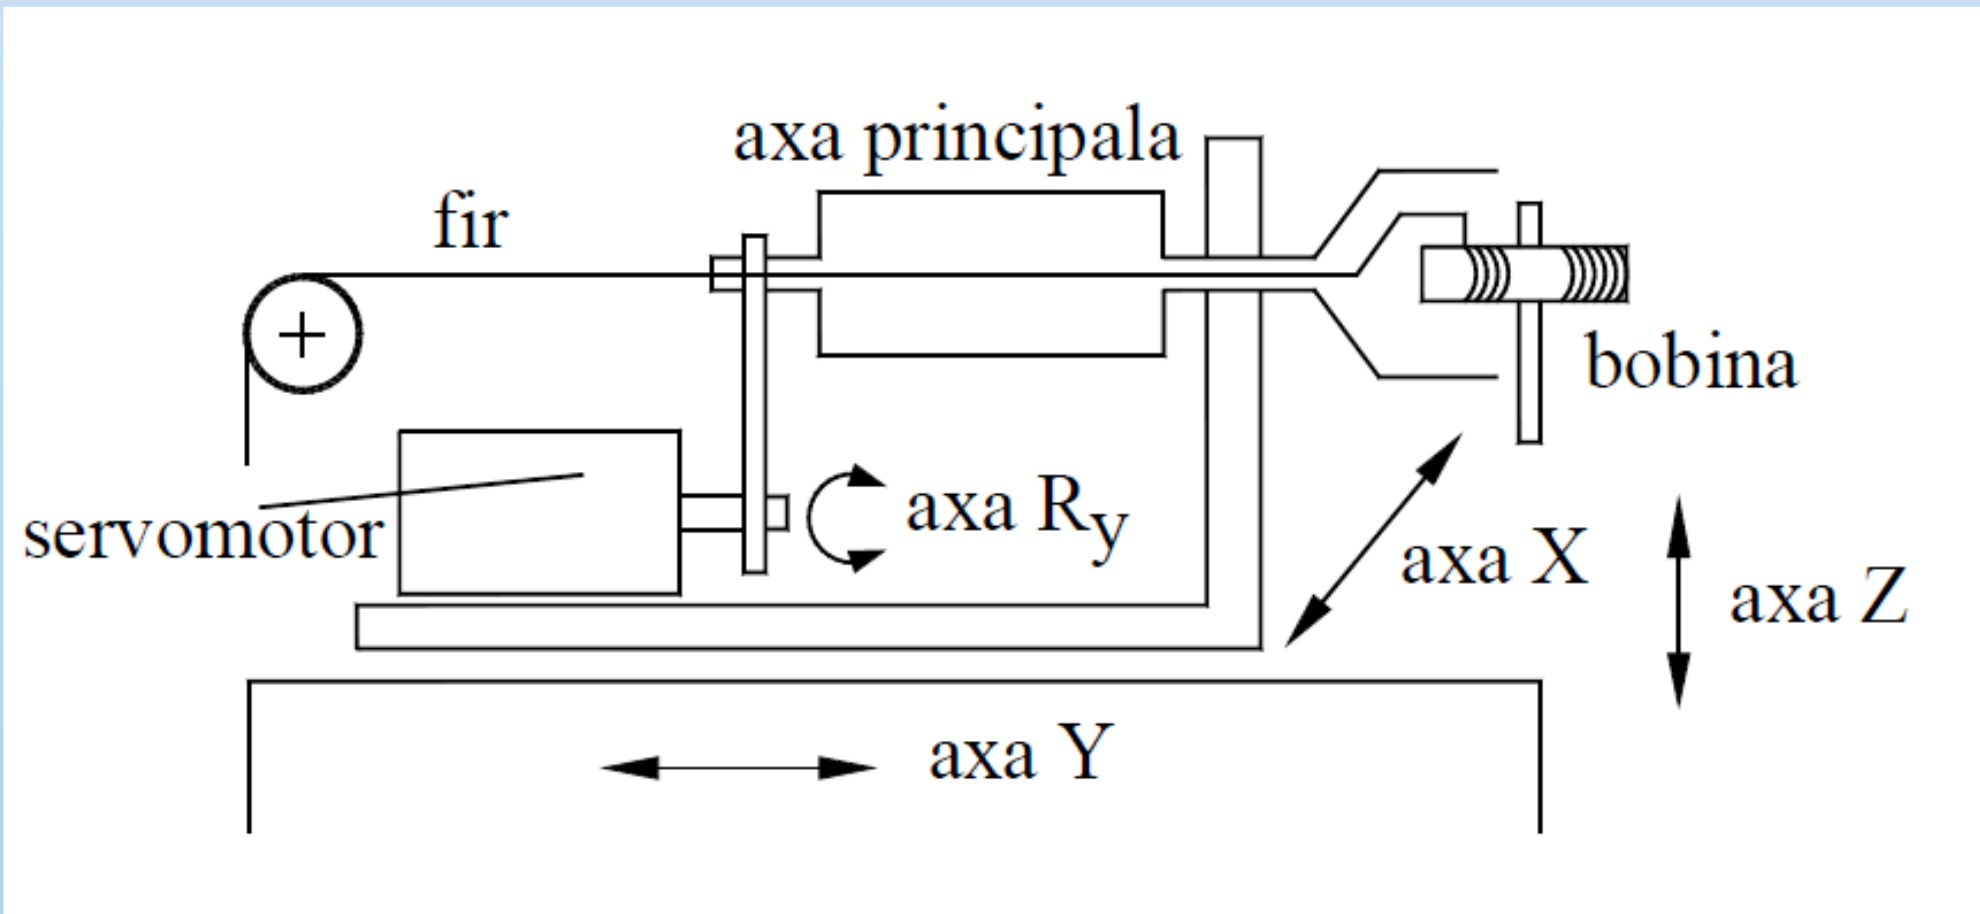 axa principala
fir
servomotor
axa Ry
bobina
axa X
axa Z
axa Y